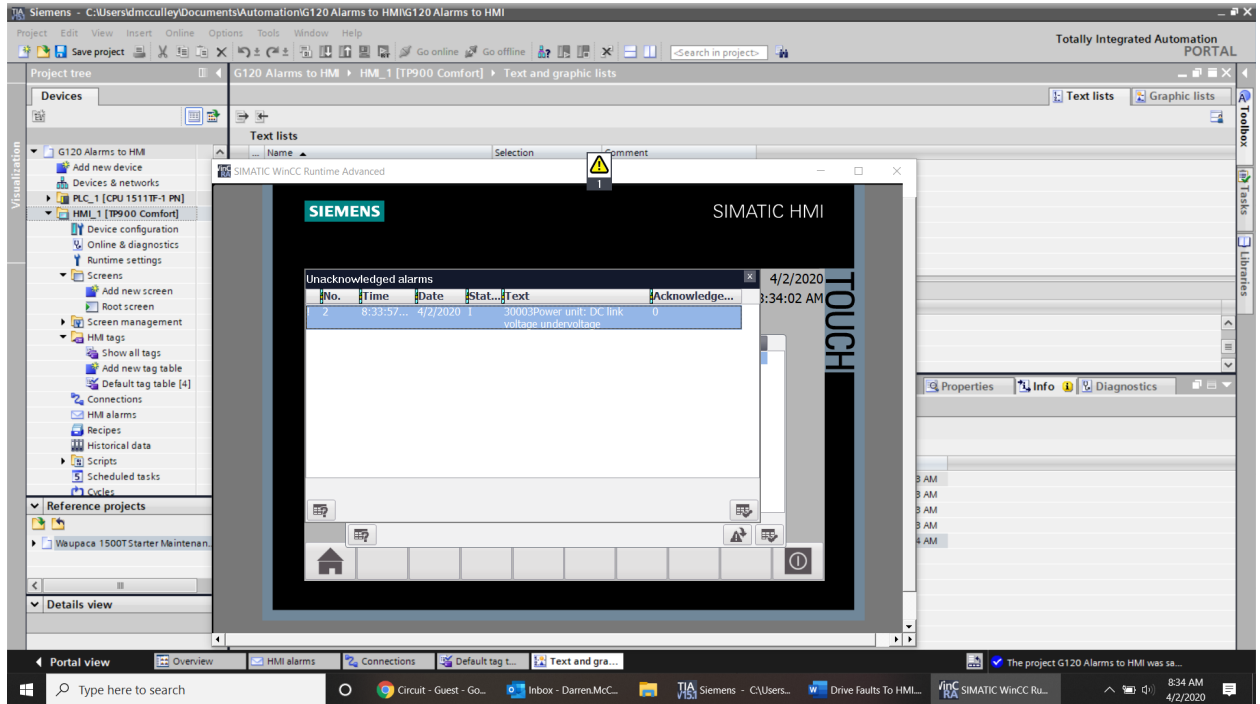 Siemens - C:\Users\dmcculley\Documents\Automation\G120 Alarms to HMI\G120 Alarms to HMI
Project Edit View Insert Online Options Tools Window Help
Totally Integrated Automation
PORTAL
Save project Go online Go offline <Search in project>
Project tree
G120 Alarms to HMI HMI_1 [TP900 Comfort] Text and graphic lists
Devices
Text lists Graphic lists
Toolbox
Tasks
Libraries
Visualization
Text lists
... Name Selection Comment
G120 Alarms to HMI
Add new device
Devices & networks
PLC_1 [CPU 1511TF-1 PN]
HMI_1 [TP900 Comfort]
Device configuration
Online & diagnostics
Runtime settings
Screens
Add new screen
Root screen
Screen management
HMI tags
Show all tags
Add new tag table
Default tag table [4]
Connections
HMI alarms
Recipes
Historical data
Scripts
Scheduled tasks
Cycles
Reference projects
Waupaca 1500T Starter Maintenan...
Details view
SIMATIC WinCC Runtime Advanced
1
SIEMENS
SIMATIC HMI
TOUCH
Unacknowledged alarms x
4/2/2020
:34:02 AM
No. Time Date Stat... Text Acknowledge...
! 2 8:33:57... 4/2/2020 I 30003Power unit: DC link 0
voltage undervoltage
Properties Info Diagnostics
3 AM
3 AM
3 AM
3 AM
4 AM
Portal view Overview HMI alarms Connections Default tag t... Text and gra...
The project G120 Alarms to HMI was sa...
Type here to search
Circuit - Guest - Go... Inbox - Darren.McC... Siemens - C:\Users... Drive Faults To HMI... SIMATIC WinCC Ru...
8:34 AM
4/2/2020